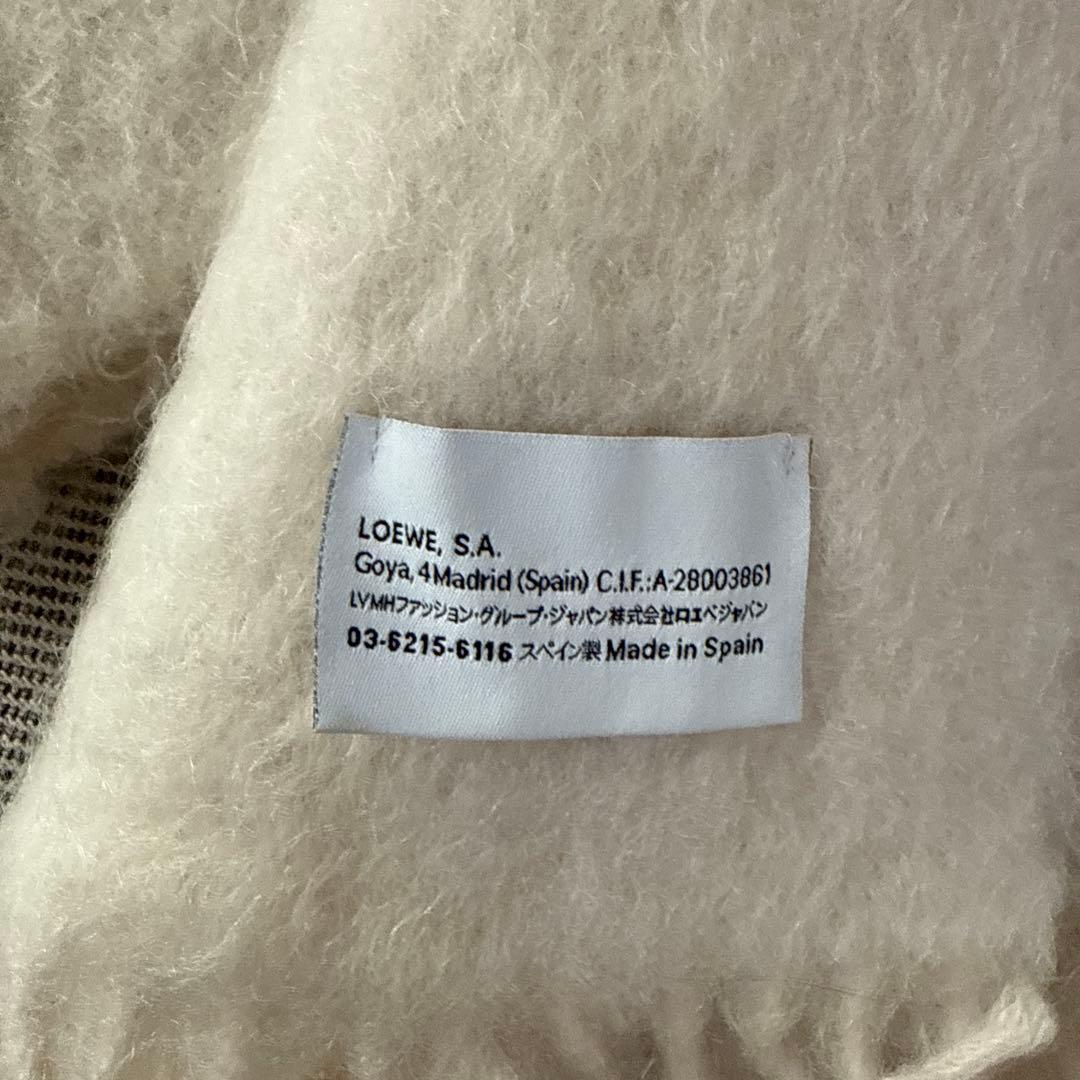 LOEWE, S.A.
Goya, 4 Madrid (Spain) C.I.F.:A-28003861
LVMHファッション・グループ・ジャパン株式会社ロエベジャパン
03-6215-6116 スペイン製 Made in Spain